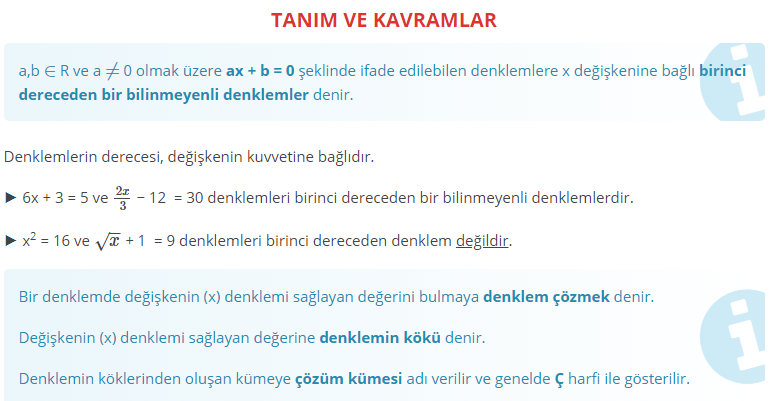 TANIM VE KAVRAMLAR
a,b ∈ R ve a ≠ 0 olmak üzere ax + b = 0 şeklinde ifade edilebilen denklemlere x değişkenine bağlı birinci
dereceden bir bilinmeyenli denklemler denir.
Denklemlerin derecesi, değişkenin kuvvetine bağlıdır.
► 6x + 3 = 5 ve 2x/3 − 12 = 30 denklemleri birinci dereceden bir bilinmeyenli denklemlerdir.
► x² = 16 ve √x + 1 = 9 denklemleri birinci dereceden denklem değildir.
Bir denklemde değişkenin (x) denklemi sağlayan değerini bulmaya denklem çözmek denir.
Değişkenin (x) denklemi sağlayan değerine denklemin kökü denir.
Denklemin köklerinden oluşan kümeye çözüm kümesi adı verilir ve genelde Ç harfi ile gösterilir.